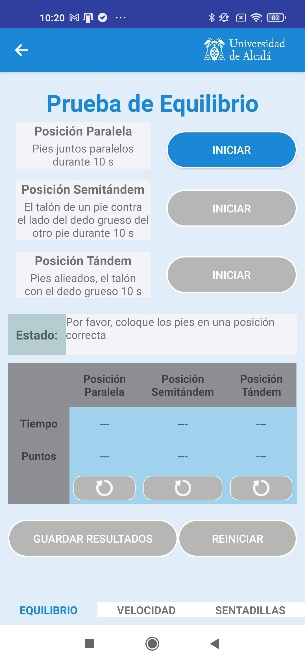 10:20
82
Universidad
de Alcalá
Prueba de Equilibrio
Posición Paralela
Pies juntos paralelos
durante 10 s
INICIAR
Posición Semitándem
El talón de un pie contra
el lado del dedo grueso del
otro pie durante 10 s
INICIAR
Posición Tándem
Pies alieados, el talón
con el dedo grueso 10 s
INICIAR
Estado:
Por favor, coloque los pies en una posición
correcta
Posición
Paralela
Posición
Semitándem
Posición
Tándem
Tiempo
---
---
---
Puntos
---
---
---
GUARDAR RESULTADOS
REINICIAR
EQUILIBRIO
VELOCIDAD
SENTADILLAS